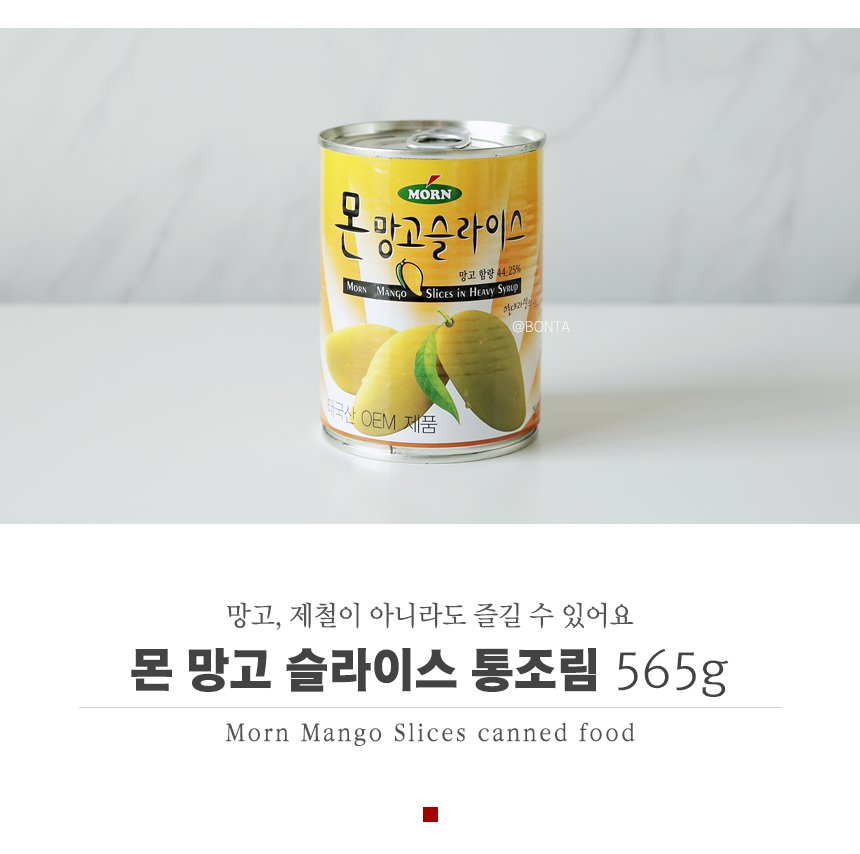 MORN
몬 망고슬라이스
망고 함량 44.25%
MORN MANGO SLICES IN HEAVY SYRUP
@BONTA
태국산 OEM 제품
망고, 제철이 아니라도 즐길 수 있어요
몬 망고 슬라이스 통조림 565g
Morn Mango Slices canned food